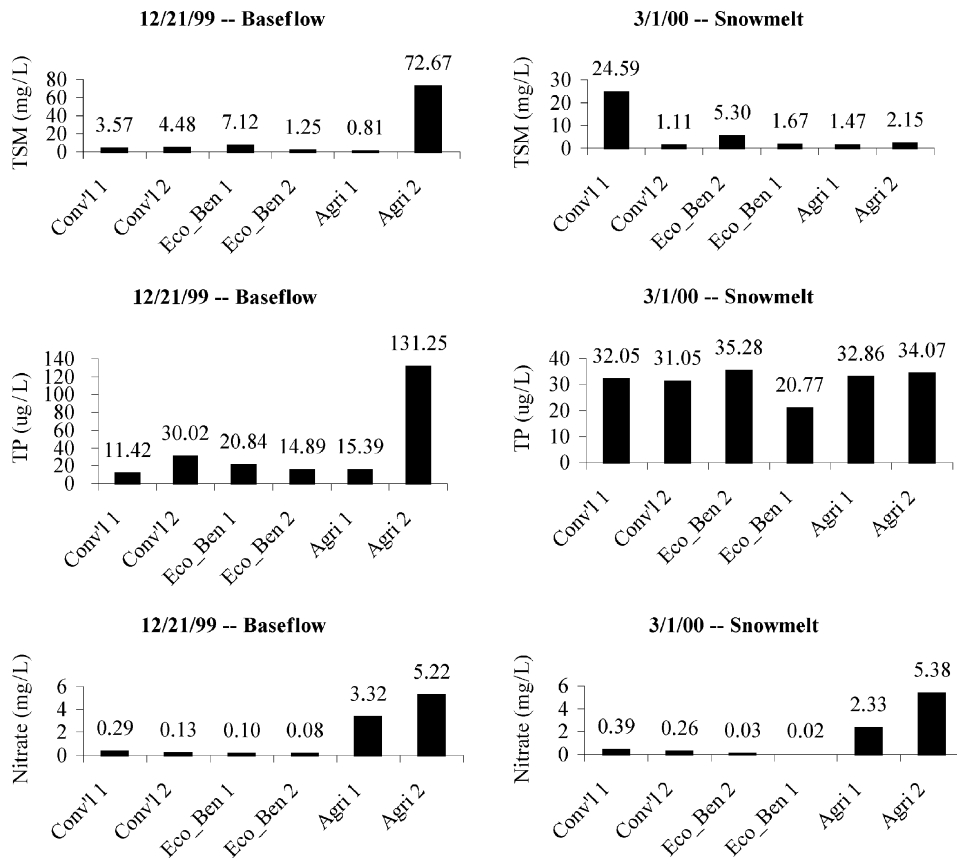 12/21/99 -- Baseflow
TSM (mg/L)
80
60
40
20
0
3.57
4.48
7.12
1.25
0.81
72.67
Conv'l 1
Conv'l 2
Eco_Ben 1
Eco_Ben 2
Agri 1
Agri 2
3/1/00 -- Snowmelt
TSM (mg/L)
30
20
10
0
24.59
1.11
5.30
1.67
1.47
2.15
Conv'l 1
Conv'l 2
Eco_Ben 2
Eco_Ben 1
Agri 1
Agri 2
12/21/99 -- Baseflow
TP (ug/L)
140
120
100
80
60
40
20
0
11.42
30.02
20.84
14.89
15.39
131.25
Conv'l 1
Conv'l 2
Eco_Ben 1
Eco_Ben 2
Agri 1
Agri 2
3/1/00 -- Snowmelt
TP (ug/L)
40
30
20
10
0
32.05
31.05
35.28
20.77
32.86
34.07
Conv'l 1
Conv'l 2
Eco_Ben 2
Eco_Ben 1
Agri 1
Agri 2
12/21/99 -- Baseflow
Nitrate (mg/L)
6
4
2
0
0.29
0.13
0.10
0.08
3.32
5.22
Conv'l 1
Conv'l 2
Eco_Ben 1
Eco_Ben 2
Agri 1
Agri 2
3/1/00 -- Snowmelt
Nitrate (mg/L)
6
4
2
0
0.39
0.26
0.03
0.02
2.33
5.38
Conv'l 1
Conv'l 2
Eco_Ben 2
Eco_Ben 1
Agri 1
Agri 2